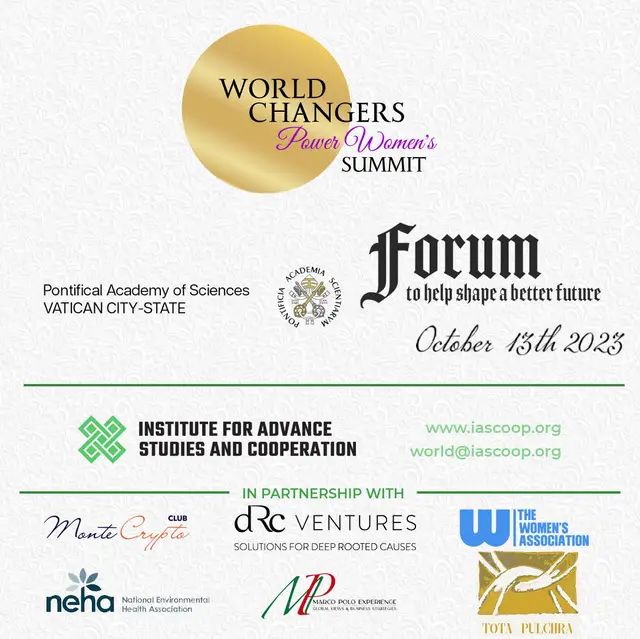 WORLD
CHANGERS
Power Women's
SUMMIT
Forum
to help shape a better future
Pontifical Academy of Sciences
VATICAN CITY-STATE
PONTIFICIA ACADEMIA SCIENTIARVM
October 13th 2023
INSTITUTE FOR ADVANCE
STUDIES AND COOPERATION
www.iascoop.org
world@iascoop.org
IN PARTNERSHIP WITH
Monte Crypto
CLUB
dRc VENTURES
SOLUTIONS FOR DEEP ROOTED CAUSES
W
THE
WOMEN'S
ASSOCIATION
neha
National Environmental
Health Association
MP
MARCO POLO EXPERIENCE
GLOBAL VIEWS & BUSINESS STRATEGIES
TOTA PULCHRA